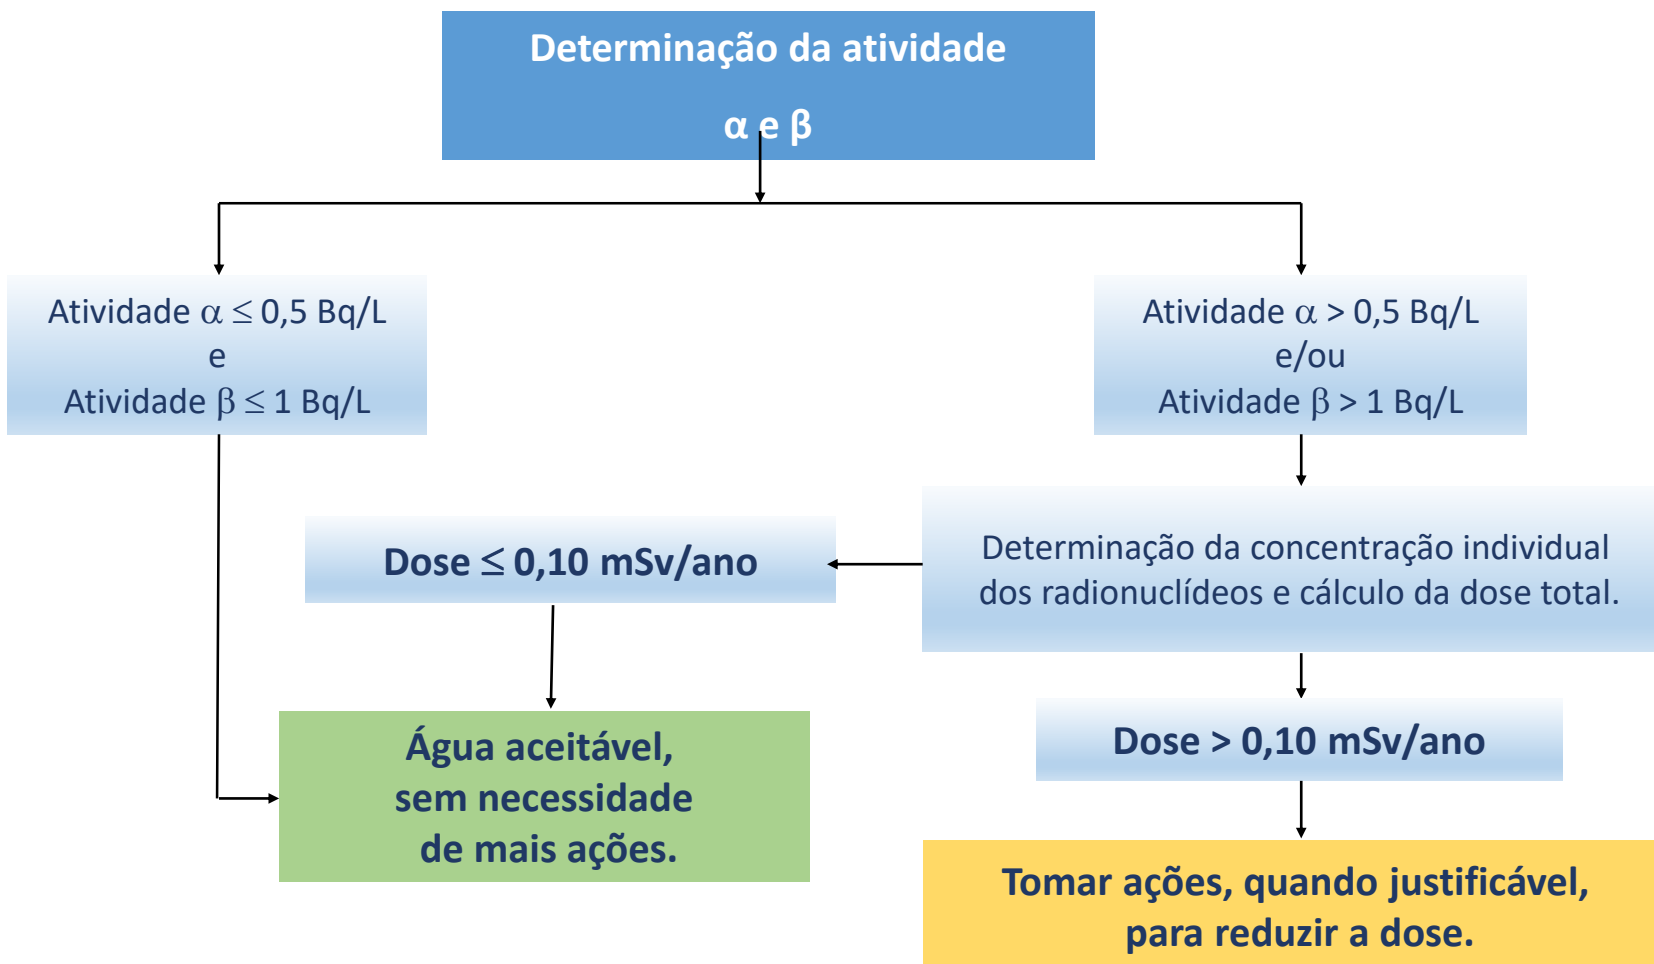 Determinação da atividade
α e β
Atividade α ≤ 0,5 Bq/L
e
Atividade β ≤ 1 Bq/L
Atividade α > 0,5 Bq/L
e/ou
Atividade β > 1 Bq/L
Dose ≤ 0,10 mSv/ano
Determinação da concentração individual
dos radionuclídeos e cálculo da dose total.
Água aceitável,
sem necessidade
de mais ações.
Dose > 0,10 mSv/ano
Tomar ações, quando justificável,
para reduzir a dose.